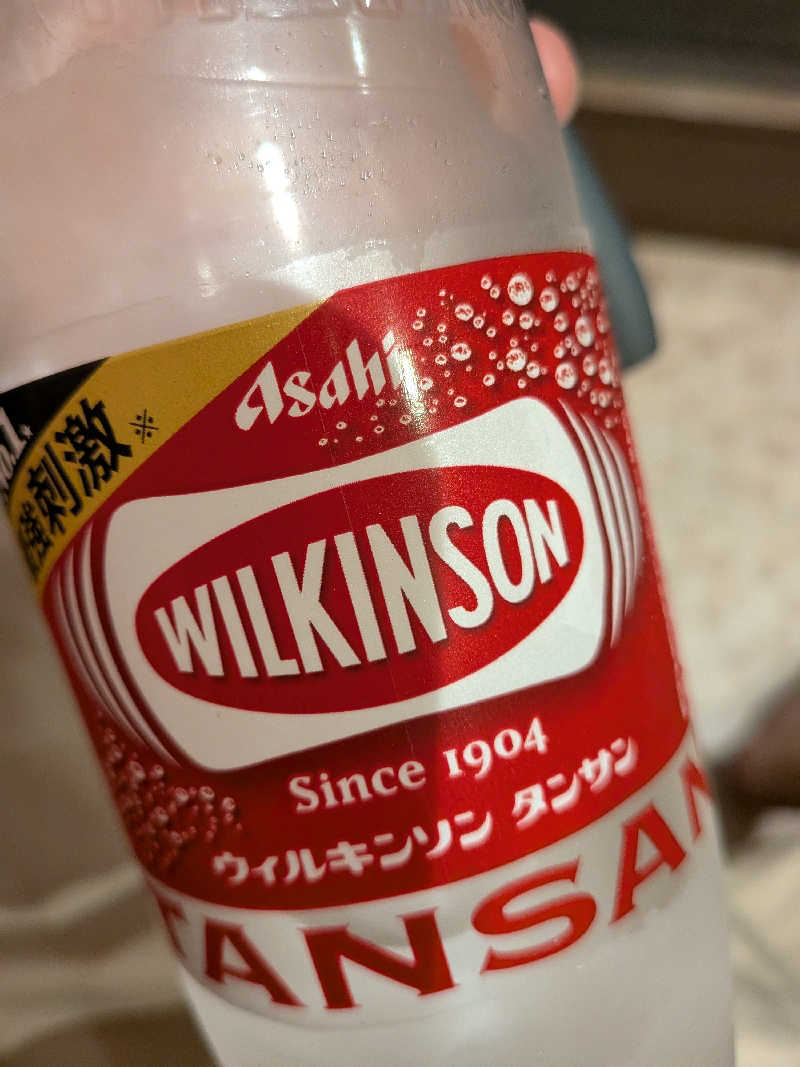 Asahi
強刺激※
WILKINSON
Since 1904
ウィルキンソン タンサン
TANSAN